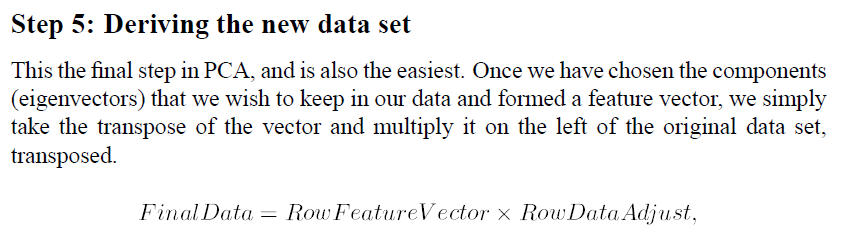 Step 5: Deriving the new data set
This the final step in PCA, and is also the easiest. Once we have chosen the components
(eigenvectors) that we wish to keep in our data and formed a feature vector, we simply
take the transpose of the vector and multiply it on the left of the original data set,
transposed.
FinalData = RowFeatureVector × RowDataAdjust,